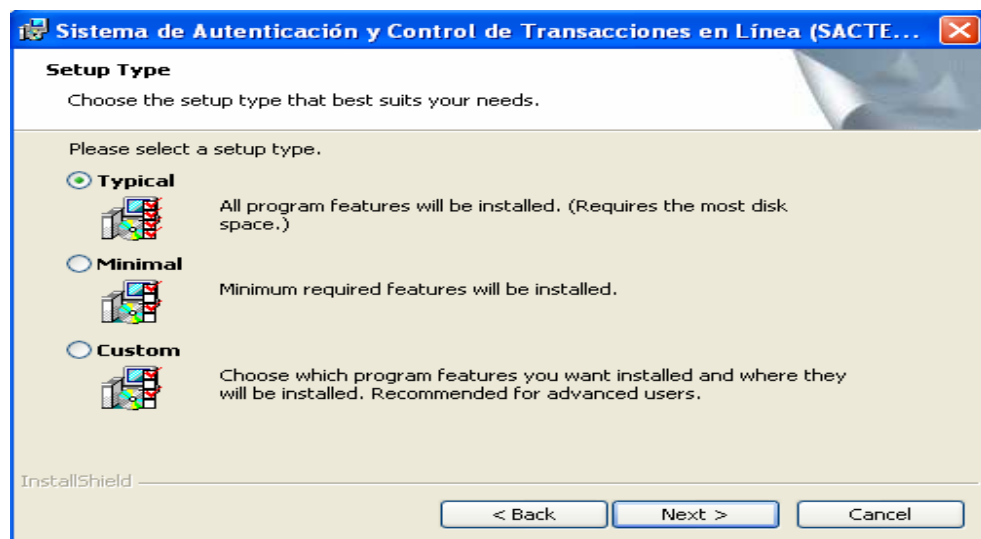 Sistema de Autenticación y Control de Transacciones en Línea (SACTE...
Setup Type
Choose the setup type that best suits your needs.
Please select a setup type.
Typical
All program features will be installed. (Requires the most disk
space.)
Minimal
Minimum required features will be installed.
Custom
Choose which program features you want installed and where they
will be installed. Recommended for advanced users.
InstallShield
< Back
Next >
Cancel